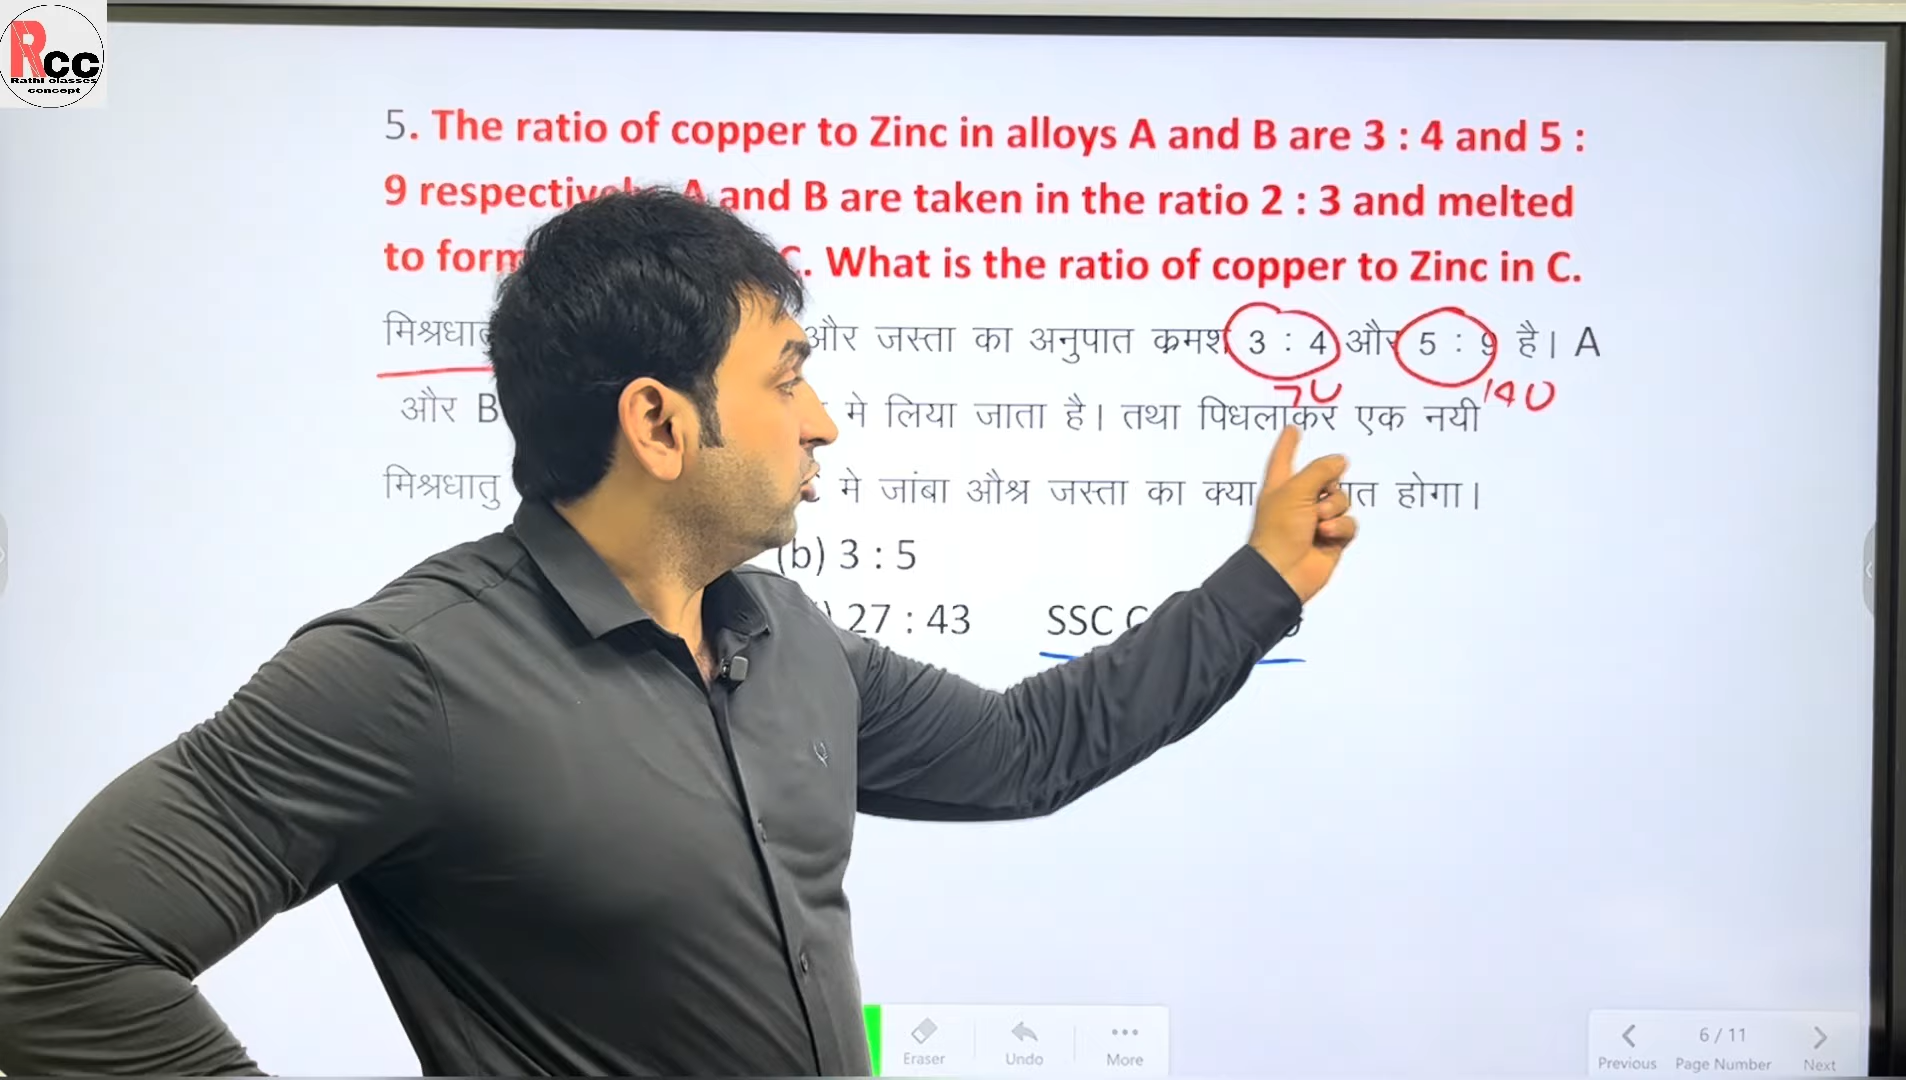 Rcc
Rathi classes
concept
5. The ratio of copper to Zinc in alloys A and B are 3 : 4 and 5 :
9 A and B are taken in the ratio 2 : 3 and melted
to form C. What is the ratio of copper to Zinc in C.
और जस्ता का अनुपात क्रमश 3 : 4 और 5 : 9 है। A
70 140
और B मे लिया जाता है। तथा पिधलाकर एक नयी
मिश्रधातु मे जांबा औश्र जस्ता का क्या होगा।
(b) 3 : 5
27 : 43 SSC
Eraser Undo More
6 / 11
Previous Page Number Next